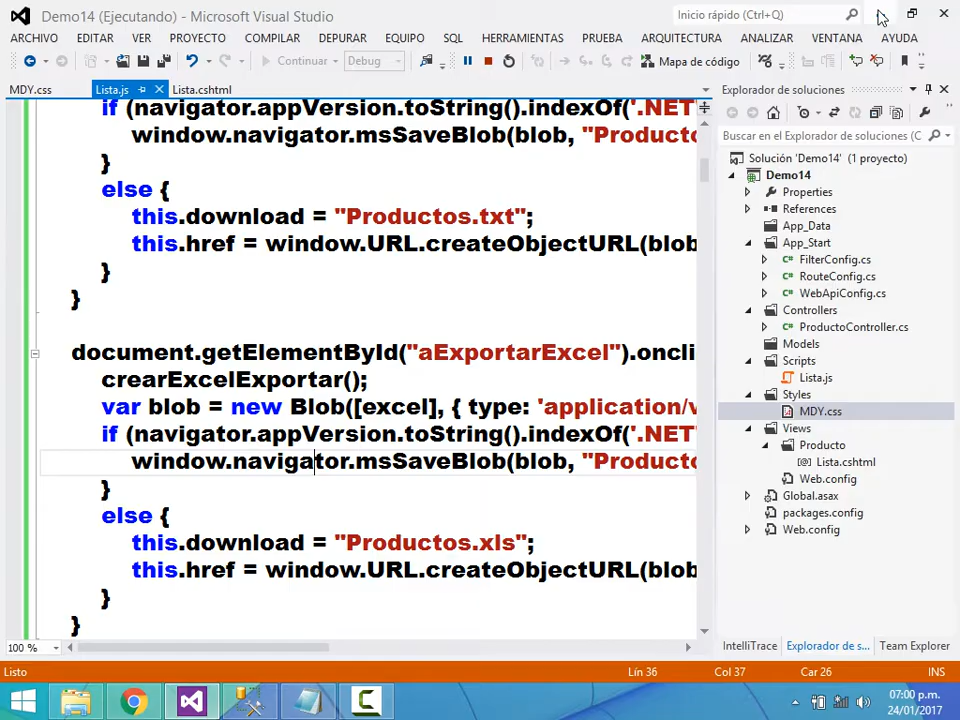 Demo14 (Ejecutando) - Microsoft Visual Studio
Inicio rápido (Ctrl+Q)
ARCHIVO EDITAR VER PROYECTO COMPILAR DEPURAR EQUIPO SQL HERRAMIENTAS PRUEBA ARQUITECTURA ANALIZAR VENTANA AYUDA
Continuar Debug Mapa de código
MDY.css Lista.js Lista.cshtml
if (navigator.appVersion.toString().indexOf('.NET'
window.navigator.msSaveBlob(blob, "Producto
}
else {
this.download = "Productos.txt";
this.href = window.URL.createObjectURL(blob
}
}
document.getElementById("aExportarExcel").oncli
crearExcelExportar();
var blob = new Blob([excel], { type: 'application/v
if (navigator.appVersion.toString().indexOf('.NET'
window.navigator.msSaveBlob(blob, "Producto
}
else {
this.download = "Productos.xls";
this.href = window.URL.createObjectURL(blob
}
}
100 %
Explorador de soluciones
Buscar en el Explorador de soluciones (C
Solución 'Demo14' (1 proyecto)
Demo14
Properties
References
App_Data
App_Start
FilterConfig.cs
RouteConfig.cs
WebApiConfig.cs
Controllers
ProductoController.cs
Models
Scripts
Lista.js
Styles
MDY.css
Views
Producto
Lista.cshtml
Web.config
Global.asax
packages.config
Web.config
IntelliTrace Explorador de s... Team Explorer
Listo Lín 36 Col 37 Car 26 INS
07:00 p.m.
24/01/2017